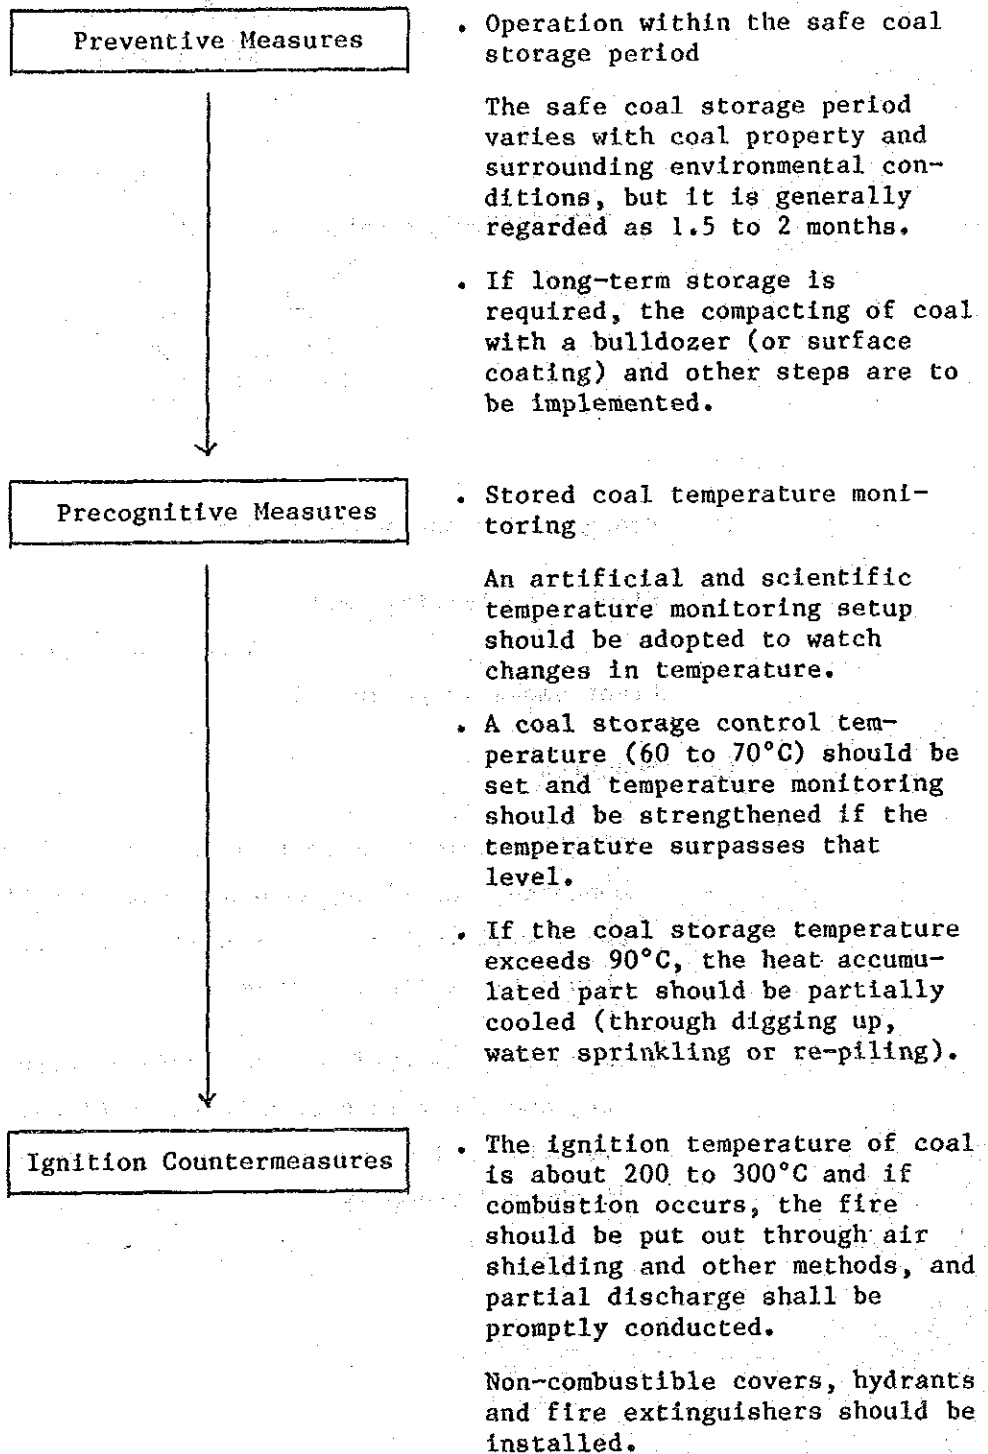 Preventive Measures
. Operation within the safe coal
storage period
The safe coal storage period
varies with coal property and
surrounding environmental con-
ditions, but it is generally
regarded as 1.5 to 2 months.
. If long-term storage is
required, the compacting of coal
with a bulldozer (or surface
coating) and other steps are to
be implemented.
Precognitive Measures
. Stored coal temperature moni-
toring
An artificial and scientific
temperature monitoring setup
should be adopted to watch
changes in temperature.
. A coal storage control tem-
perature (60 to 70°C) should be
set and temperature monitoring
should be strengthened if the
temperature surpasses that
level.
. If the coal storage temperature
exceeds 90°C, the heat accumu-
lated part should be partially
cooled (through digging up,
water sprinkling or re-piling).
Ignition Countermeasures
. The ignition temperature of coal
is about 200 to 300°C and if
combustion occurs, the fire
should be put out through air
shielding and other methods, and
partial discharge shall be
promptly conducted.
Non-combustible covers, hydrants
and fire extinguishers should be
installed.